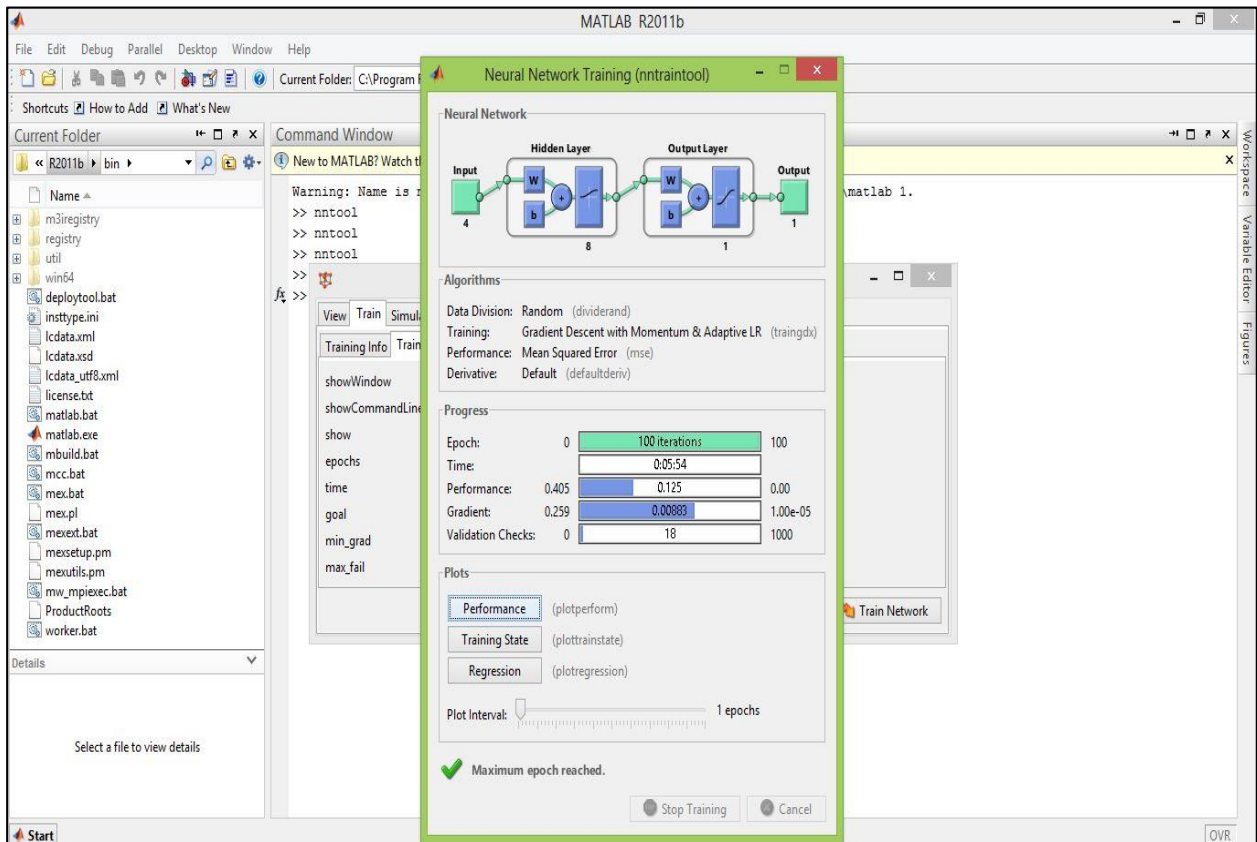 MATLAB R2011b
File Edit Debug Parallel Desktop Window Help
Current Folder: C:\Program
Shortcuts How to Add What's New
Current Folder
« R2011b bin
Name
m3iregistry
registry
util
win64
deploytool.bat
insttype.ini
lcdata.xml
lcdata.xsd
lcdata_utf8.xml
license.txt
matlab.bat
matlab.exe
mbuild.bat
mcc.bat
mex.bat
mex.pl
mexext.bat
mexsetup.pm
mexutils.pm
mw_mpiexec.bat
ProductRoots
worker.bat
Details
Select a file to view details
Start
Command Window
New to MATLAB? Watch
Warning: Name is
\matlab 1.
>> nntool
>> nntool
>> nntool
>>
fx >>
View Train
Training Info
showWindow
showCommandLine
show
epochs
time
goal
min_grad
max_fail
Train Network
Neural Network Training (nntraintool)
Neural Network
Hidden Layer Output Layer
Input Output
W W
b b
+ +
4 8 1 1
Algorithms
Data Division: Random (dividerand)
Training: Gradient Descent with Momentum & Adaptive LR (traingdx)
Performance: Mean Squared Error (mse)
Derivative: Default (defaultderiv)
Progress
Epoch: 0 100 iterations 100
Time: 0:05:54
Performance: 0.405 0.125 0.00
Gradient: 0.259 0.00883 1.00e-05
Validation Checks: 0 18 1000
Plots
Performance (plotperform)
Training State (plottrainstate)
Regression (plotregression)
Plot Interval: 1 epochs
Maximum epoch reached.
Stop Training Cancel
Workspace
Variable Editor
Figures
OVR